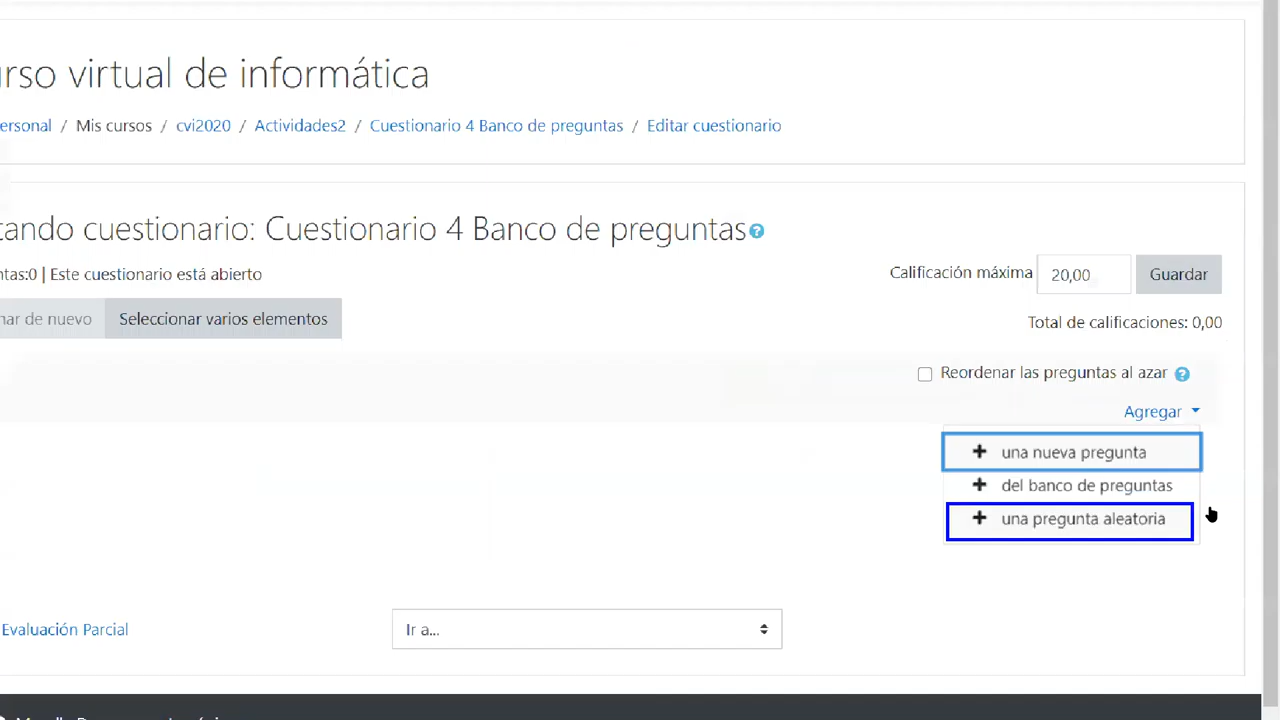 urso virtual de informática
ersonal / Mis cursos / cvi2020 / Actividades2 / Cuestionario 4 Banco de preguntas / Editar cuestionario
tando cuestionario: Cuestionario 4 Banco de preguntas
ntas:0 | Este cuestionario está abierto
Calificación máxima 20,00 Guardar
nar de nuevo Seleccionar varios elementos
Total de calificaciones: 0,00
Reordenar las preguntas al azar
Agregar
una nueva pregunta
del banco de preguntas
una pregunta aleatoria
Evaluación Parcial
Ir a...